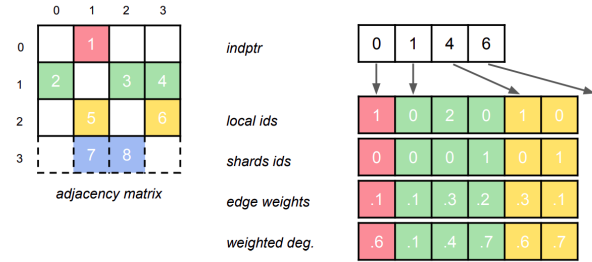 0 1 2 3
0 1
1 2 3 4
2 5 6
3 7 8
adjacency matrix
indptr 0 1 4 6
local ids 1 0 2 0 1 0
shards ids 0 0 0 1 0 1
edge weights .1 .1 .3 .2 .3 .1
weighted deg. .6 .1 .4 .7 .6 .7